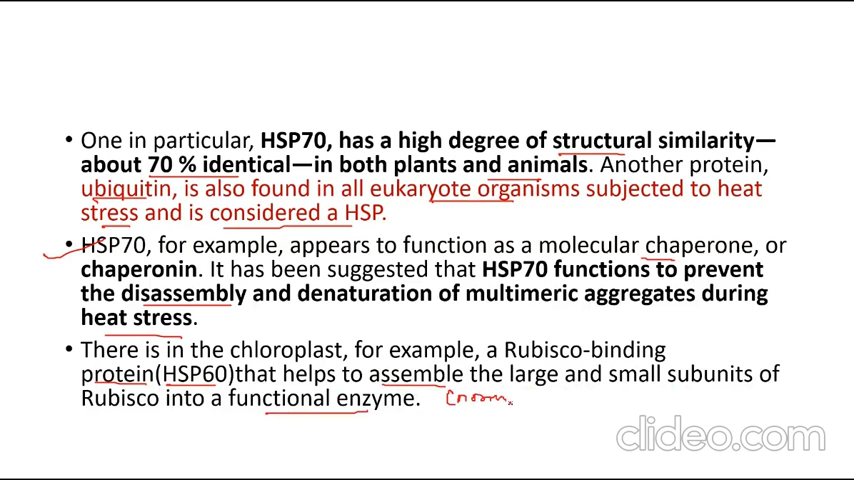 • One in particular, HSP70, has a high degree of structural similarity—
about 70 % identical—in both plants and animals. Another protein,
ubiquitin, is also found in all eukaryote organisms subjected to heat
stress and is considered a HSP.
• HSP70, for example, appears to function as a molecular chaperone, or
chaperonin. It has been suggested that HSP70 functions to prevent
the disassembly and denaturation of multimeric aggregates during
heat stress.
• There is in the chloroplast, for example, a Rubisco-binding
protein(HSP60)that helps to assemble the large and small subunits of
Rubisco into a functional enzyme.
clideo.com